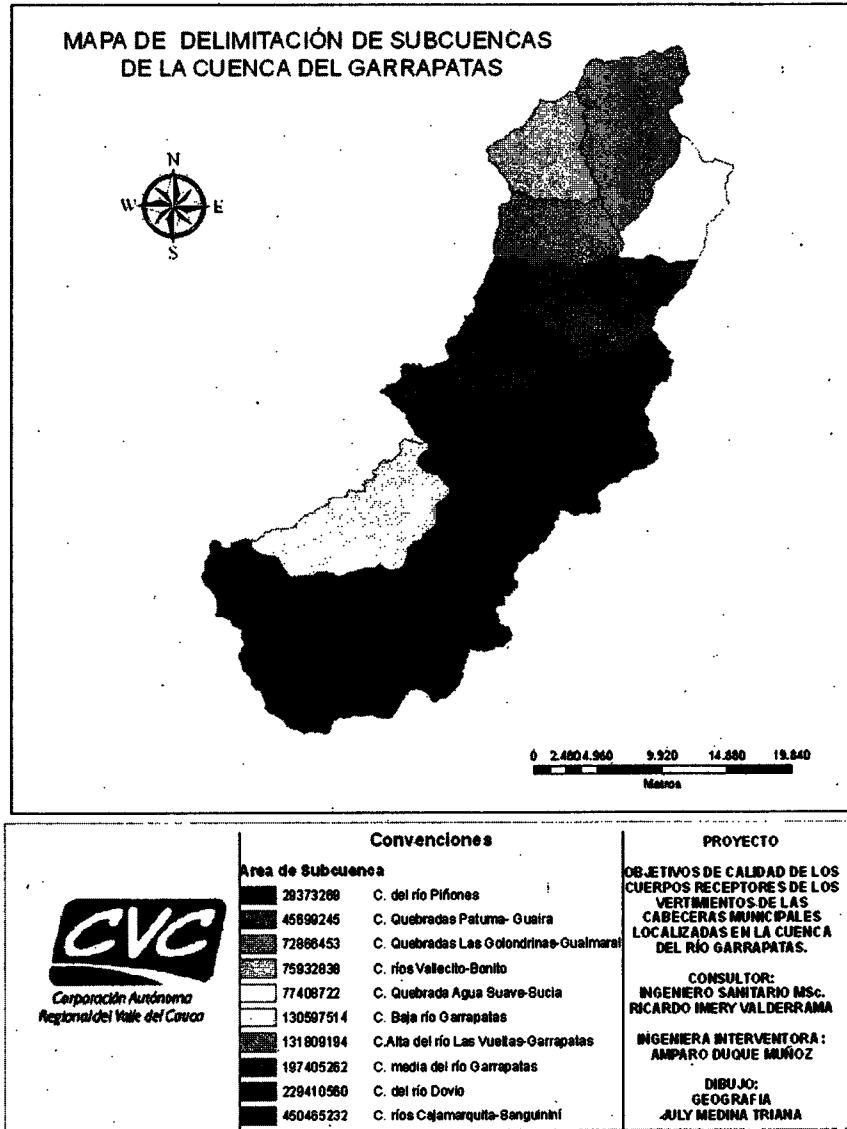 MAPA DE DELIMITACIÓN DE SUBCUENCAS
DE LA CUENCA DEL GARRAPATAS
N
W
E
S
0 2.480 4.960 9.920 14.880 19.840
Metros
CVC
Corporación Autónoma
Regional del Valle del Cauca
Convenciones
Area de Subcuenca
29373269 C. del río Piñones
45699245 C. Quebradas Patuma- Guaira
72866453 C. Quebradas Las Golondrinas-Gualmaral
75932838 C. ríos Vallecito-Bonito
77408722 C. Quebrada Agua Suave-Sucia
130597514 C. Baja río Garrapatas
131809194 C.Alta del río Las Vueltas-Garrapatas
197405262 C. media del río Garrapatas
229410560 C. del río Dovio
450465232 C. ríos Cajamarquita-Sanguininí
PROYECTO
OBJETIVOS DE CALIDAD DE LOS
CUERPOS RECEPTORES DE LOS
VERTIMIENTOS DE LAS
CABECERAS MUNICIPALES
LOCALIZADAS EN LA CUENCA
DEL RÍO GARRAPATAS.
CONSULTOR:
INGENIERO SANITARIO MSc.
RICARDO IMERY VALDERRAMA
INGENIERA INTERVENTORA:
AMPARO DUQUE MUÑOZ
DIBUJO:
GEOGRAFIA
JULY MEDINA TRIANA